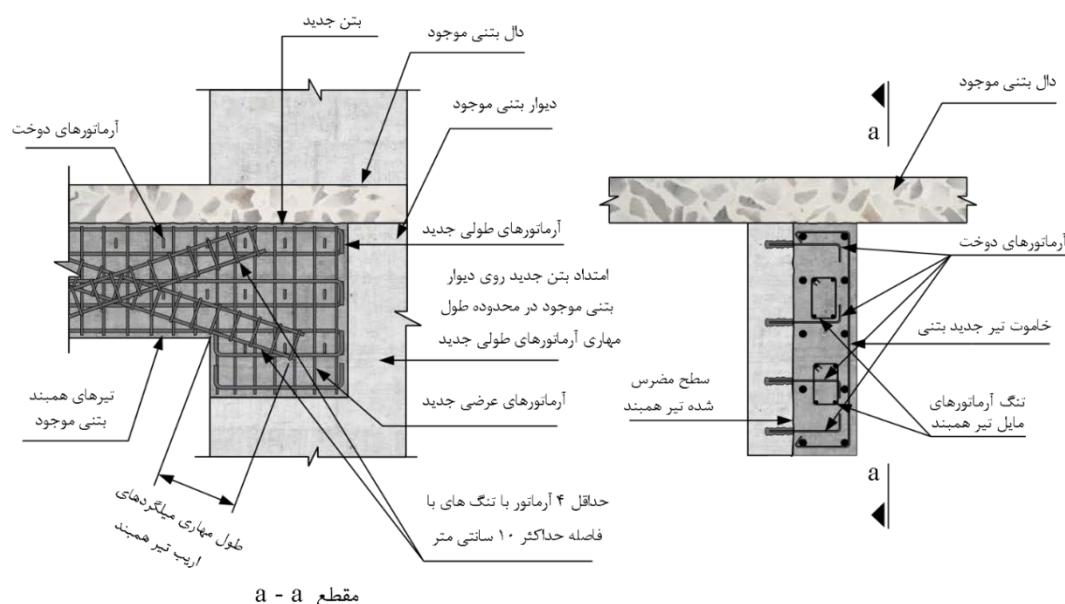 بتن جدید
دال بتنی موجود
دیوار بتنی موجود
آرماتورهای دوخت
آرماتورهای طولی جدید
امتداد بتن جدید روی دیوار
بتنی موجود در محدوده طول
مهاری آرماتورهای طولی جدید
آرماتورهای عرضی جدید
تیرهای همبند
بتنی موجود
حداقل ۴ آرماتور با تنگ های با
فاصله حداکثر ۱۰ سانتی متر
طول مهاری میلگردهای
اریب تیر همبند
مقطع a - a
دال بتنی موجود
a
آرماتورهای دوخت
خاموت تیر جدید بتنی
سطح مضرس
شده تیر همبند
تنگ آرماتورهای
مایل تیر همبند
a